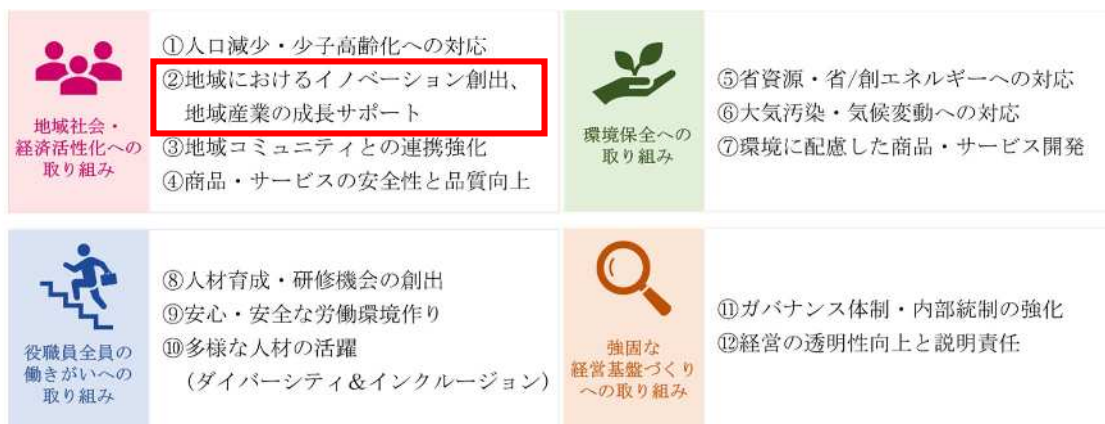 地域社会・
経済活性化への
取り組み
①人口減少・少子高齢化への対応
②地域におけるイノベーション創出、
地域産業の成長サポート
③地域コミュニティとの連携強化
④商品・サービスの安全性と品質向上
環境保全への
取り組み
⑤省資源・省/創エネルギーへの対応
⑥大気汚染・気候変動への対応
⑦環境に配慮した商品・サービス開発
役職員全員の
働きがいへの
取り組み
⑧人材育成・研修機会の創出
⑨安心・安全な労働環境作り
⑩多様な人材の活躍
（ダイバーシティ＆インクルージョン）
強固な
経営基盤づくり
への取り組み
⑪ガバナンス体制・内部統制の強化
⑫経営の透明性向上と説明責任